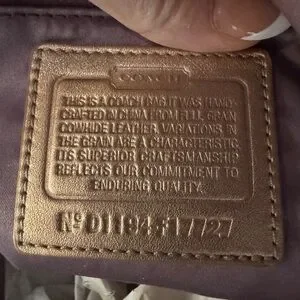 COACH
THIS IS A COACH BAG. IT WAS HAND-
CRAFTED IN CHINA FROM FULL GRAIN
COWHIDE LEATHER. VARIATIONS IN
THE GRAIN ARE A CHARACTERISTIC.
ITS SUPERIOR CRAFTSMANSHIP
REFLECTS OUR COMMITMENT TO
ENDURING QUALITY.
Nº D1194-F17727